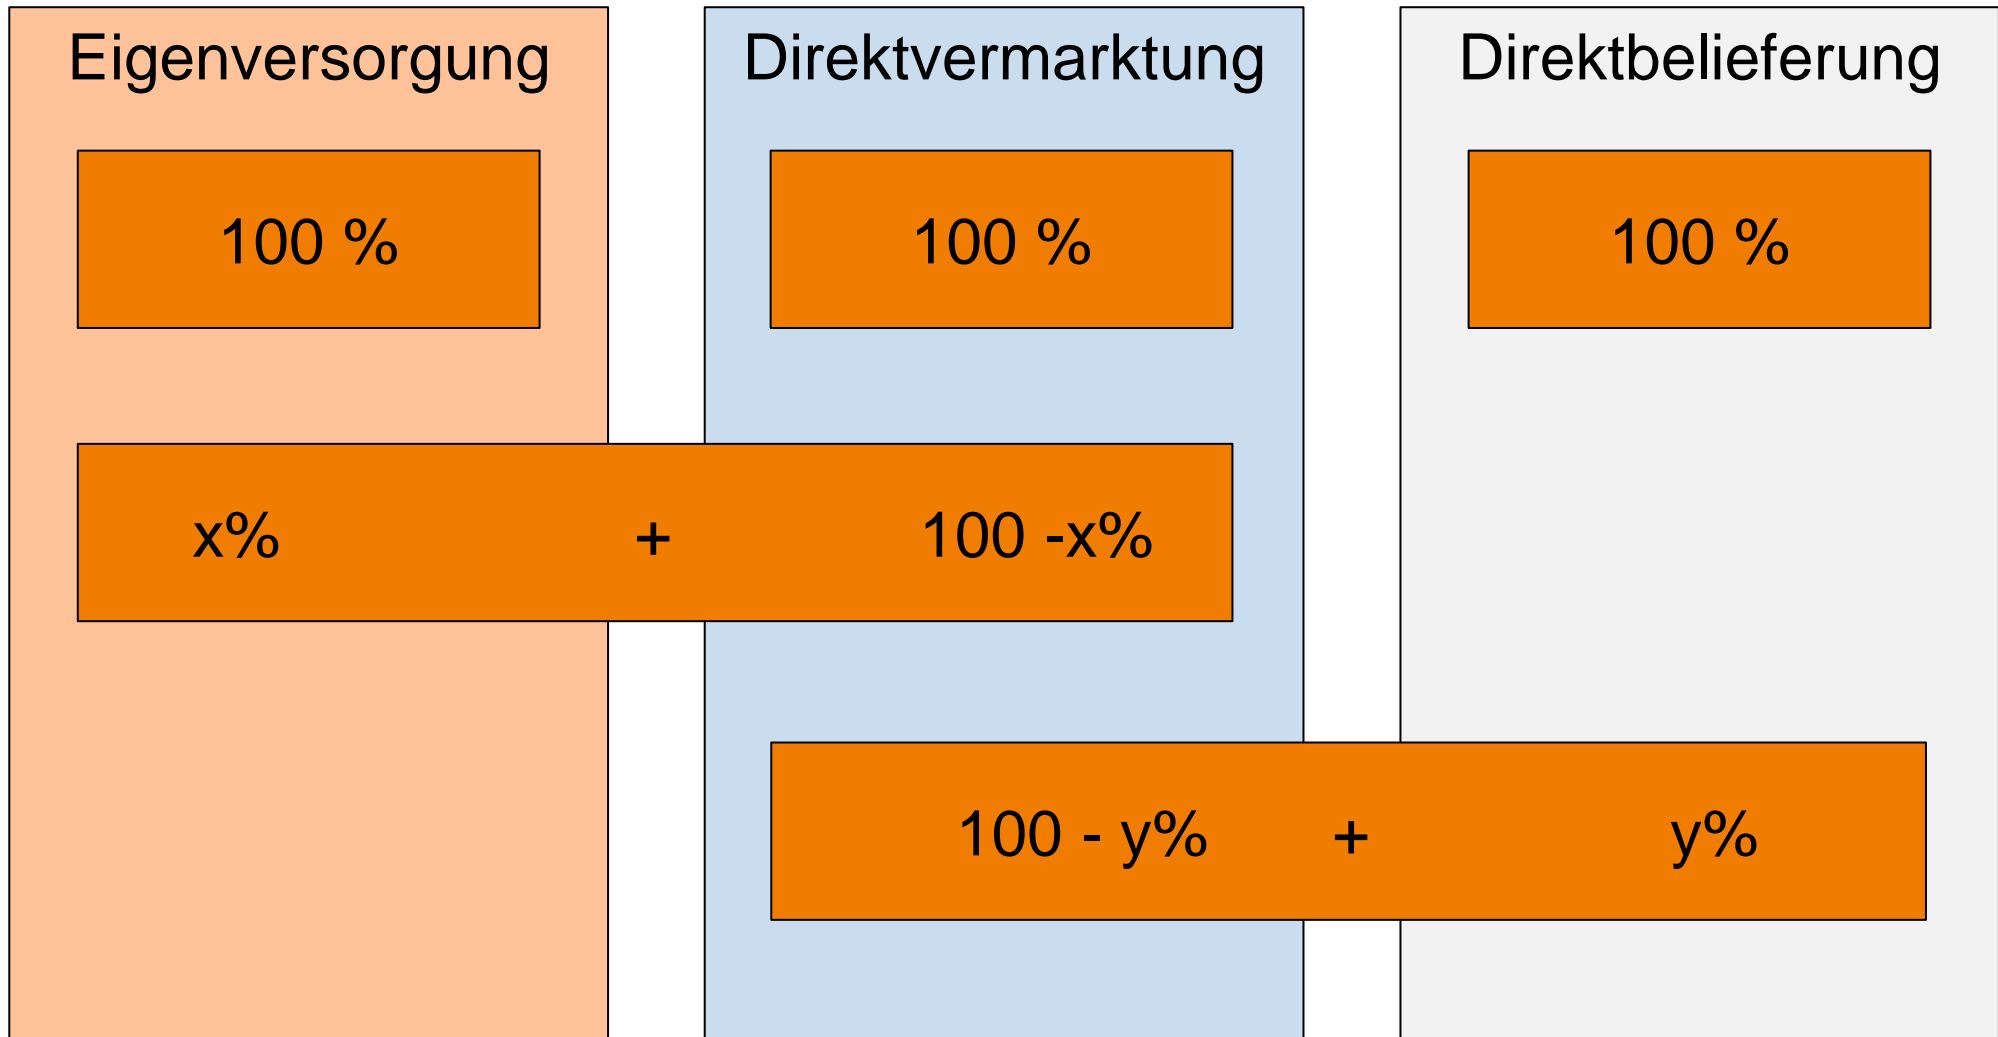 Eigenversorgung
Direktvermarktung
Direktbelieferung
100 %
100 %
100 %
x% + 100 -x%
100 - y% + y%